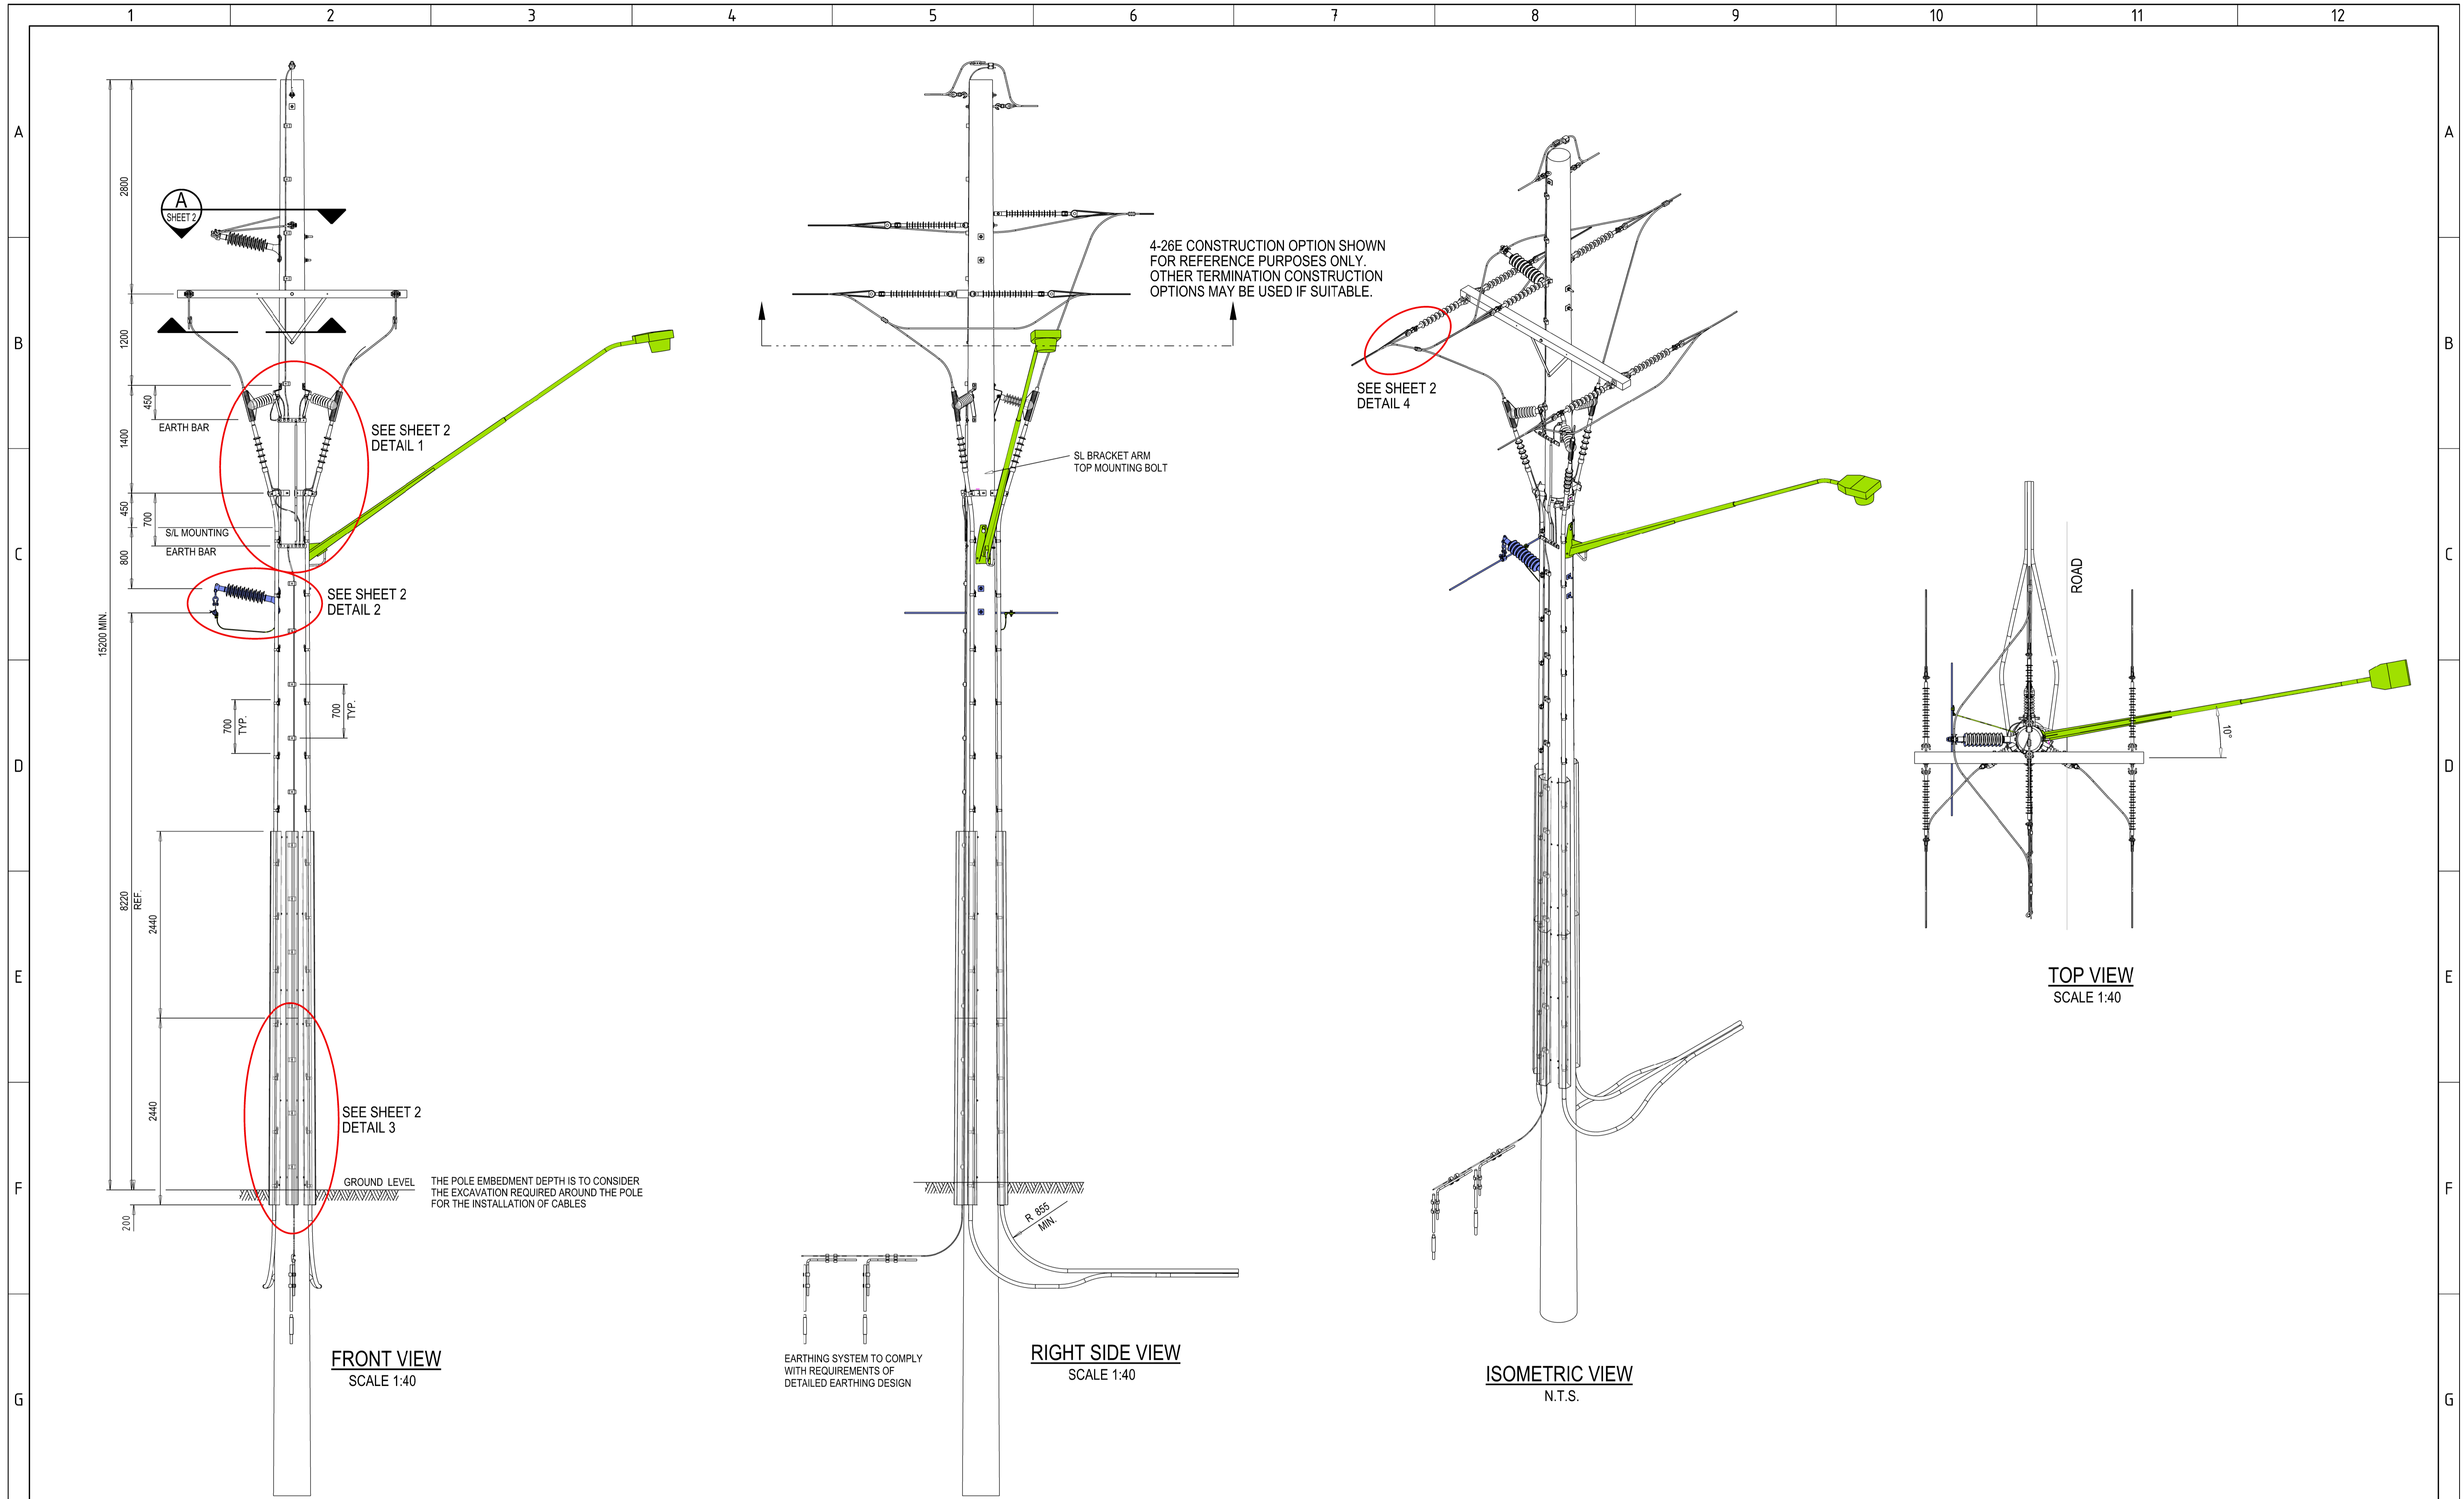 1 2 3 4 5 6 7 8 9 10 11 12
A
B
C
D
E
F
G
A
B
C
D
E
F
G
A
SHEET 2
2800
1200
450
EARTH BAR
1400
450
700
S/L MOUNTING
EARTH BAR
800
15200 MIN.
700
TYP.
700
TYP.
8220
REF.
2440
2440
200
SEE SHEET 2
DETAIL 1
SEE SHEET 2
DETAIL 2
SEE SHEET 2
DETAIL 3
GROUND LEVEL
THE POLE EMBEDMENT DEPTH IS TO CONSIDER
THE EXCAVATION REQUIRED AROUND THE POLE
FOR THE INSTALLATION OF CABLES
FRONT VIEW
SCALE 1:40
4-26E CONSTRUCTION OPTION SHOWN
FOR REFERENCE PURPOSES ONLY.
OTHER TERMINATION CONSTRUCTION
OPTIONS MAY BE USED IF SUITABLE.
SL BRACKET ARM
TOP MOUNTING BOLT
R 855
MIN.
EARTHING SYSTEM TO COMPLY
WITH REQUIREMENTS OF
DETAILED EARTHING DESIGN
RIGHT SIDE VIEW
SCALE 1:40
SEE SHEET 2
DETAIL 4
ISOMETRIC VIEW
N.T.S.
ROAD
10°
TOP VIEW
SCALE 1:40
1